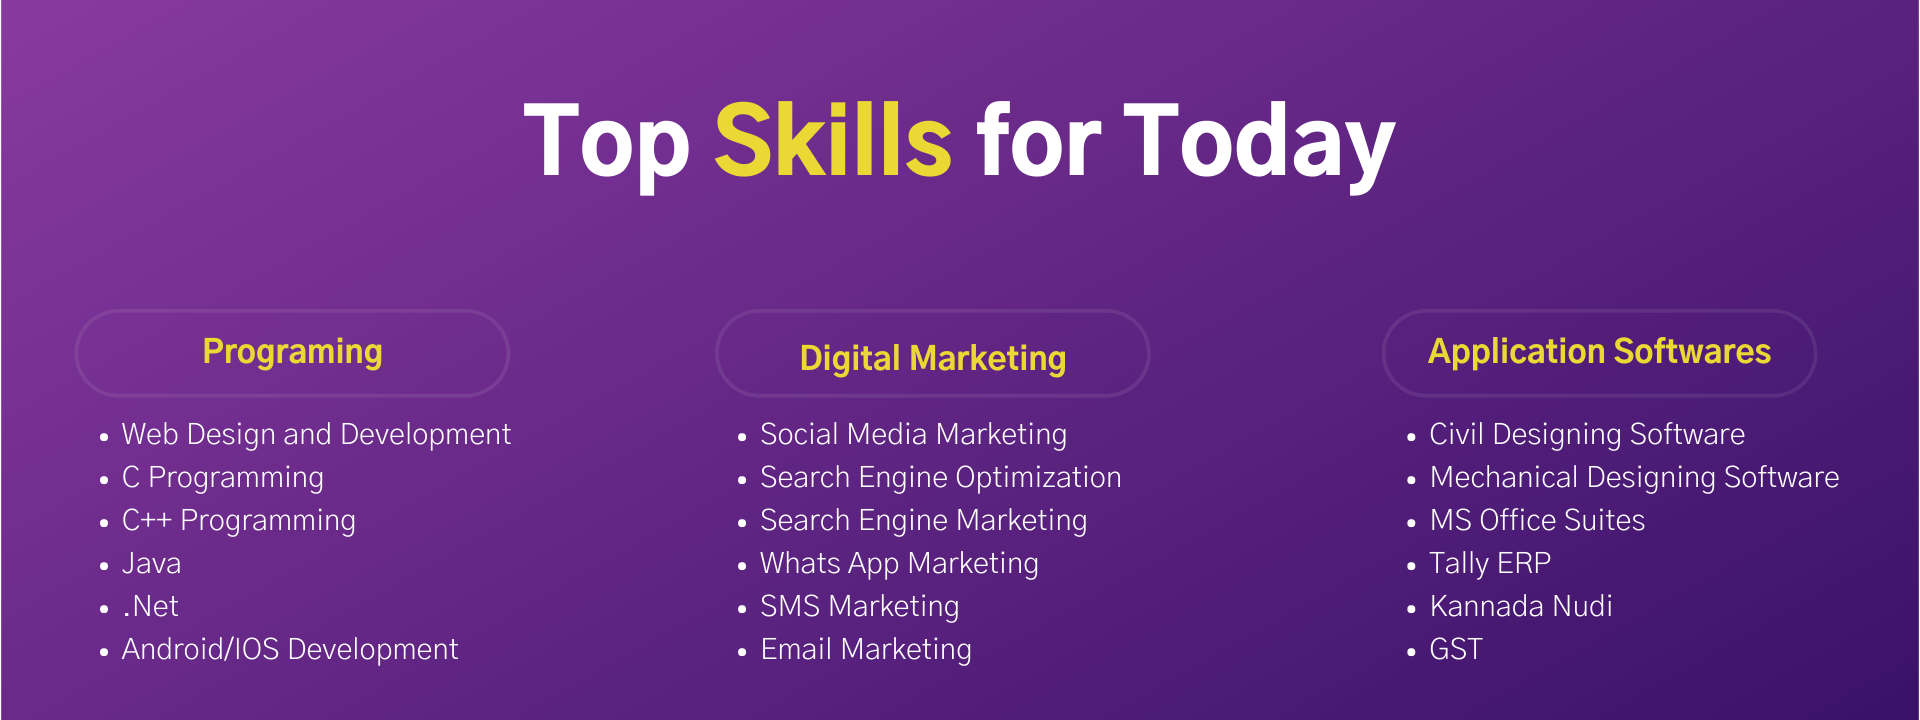 Top Skills for Today
Programing
Web Design and Development
C Programming
C++ Programming
Java
.Net
Android/IOS Development
Digital Marketing
Social Media Marketing
Search Engine Optimization
Search Engine Marketing
Whats App Marketing
SMS Marketing
Email Marketing
Application Softwares
Civil Designing Software
Mechanical Designing Software
MS Office Suites
Tally ERP
Kannada Nudi
GST